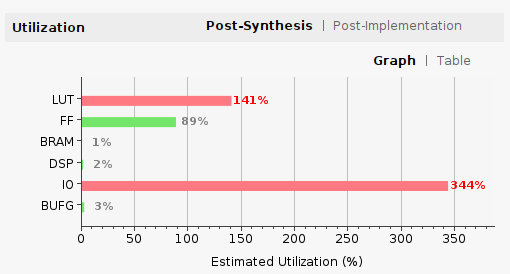 Utilization
Post-Synthesis | Post-Implementation
Graph | Table
LUT 141%
FF 89%
BRAM 1%
DSP 2%
IO 344%
BUFG 3%
0 50 100 150 200 250 300 350
Estimated Utilization (%)